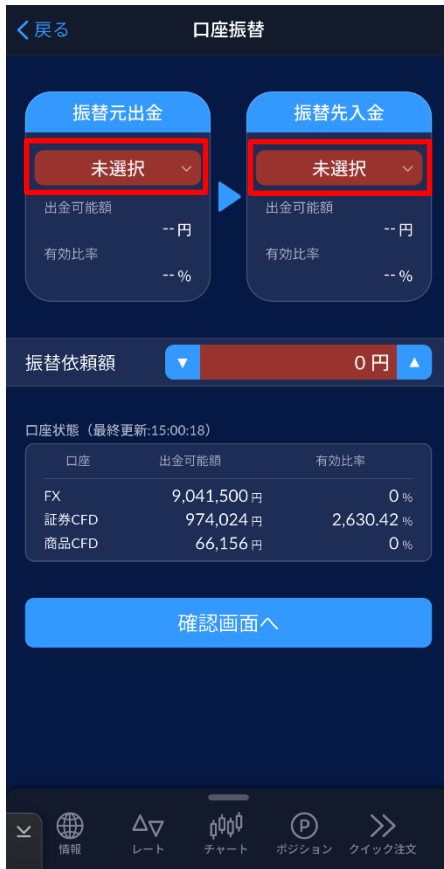 戻る 口座振替
振替元出金 振替先入金
未選択 未選択
出金可能額 出金可能額
--円 --円
有効比率 有効比率
--% --%
振替依頼額 ▼ 0円 ▲
口座状態（最終更新:15:00:18）
口座 出金可能額 有効比率
FX 9,041,500円 0%
証券CFD 974,024円 2,630.42%
商品CFD 66,156円 0%
確認画面へ
P
情報 レート チャート ポジション クイック注文